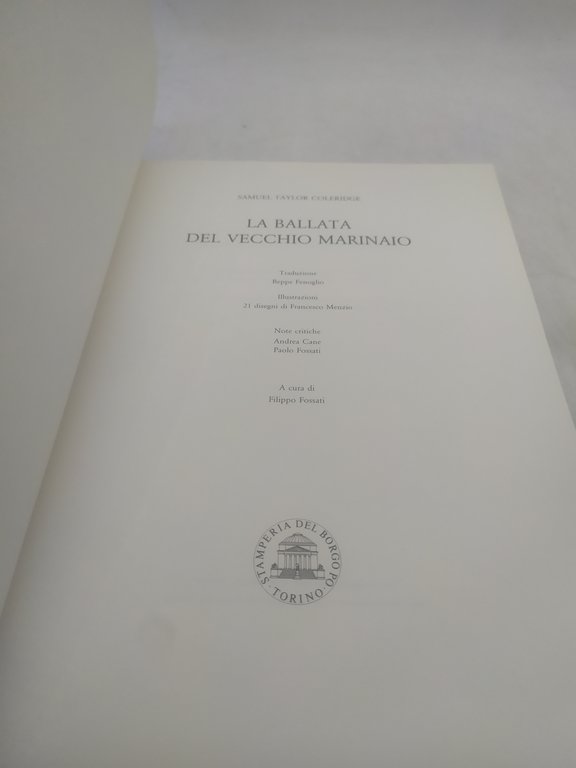 SAMUEL TAYLOR COLERIDGE
LA BALLATA
DEL VECCHIO MARINAIO
Traduzione
Beppe Fenoglio
Illustrazioni
21 disegni di Francesco Menzio
Note critiche
Andrea Cane
Paolo Fossati
A cura di
Filippo Fossati
STAMPERIA DEL BORGO PO · TORINO ·